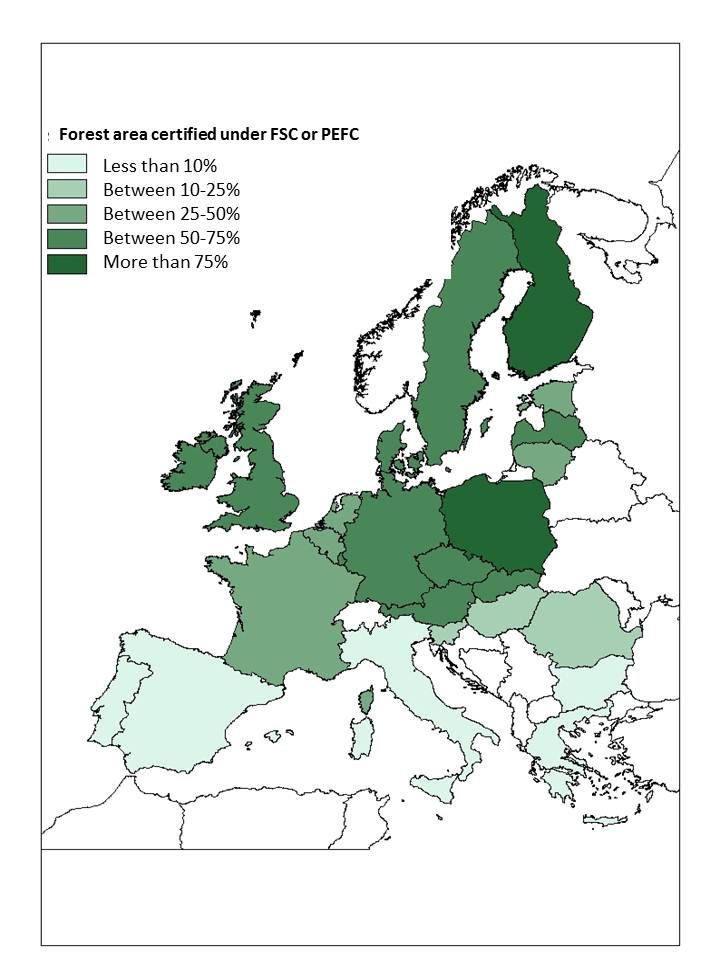 Forest area certified under FSC or PEFC
Less than 10%
Between 10-25%
Between 25-50%
Between 50-75%
More than 75%